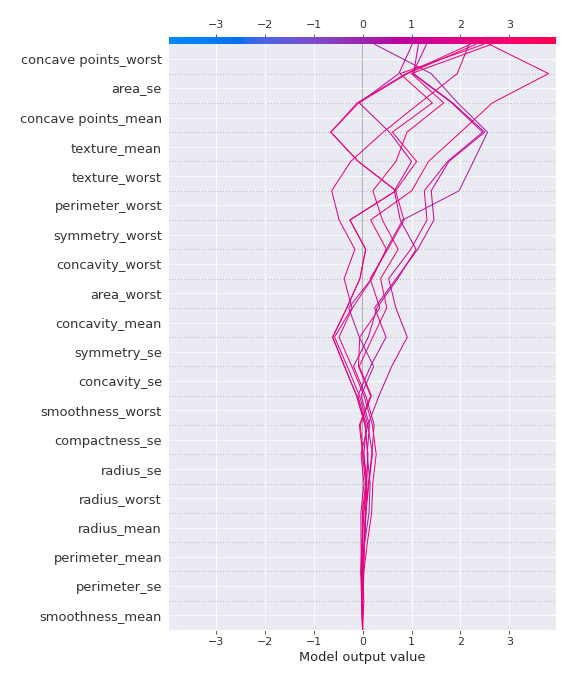 −3 −2 −1 0 1 2 3
concave points_worst
area_se
concave points_mean
texture_mean
texture_worst
perimeter_worst
symmetry_worst
concavity_worst
area_worst
concavity_mean
symmetry_se
concavity_se
smoothness_worst
compactness_se
radius_se
radius_worst
radius_mean
perimeter_mean
perimeter_se
smoothness_mean
−3 −2 −1 0 1 2 3
Model output value